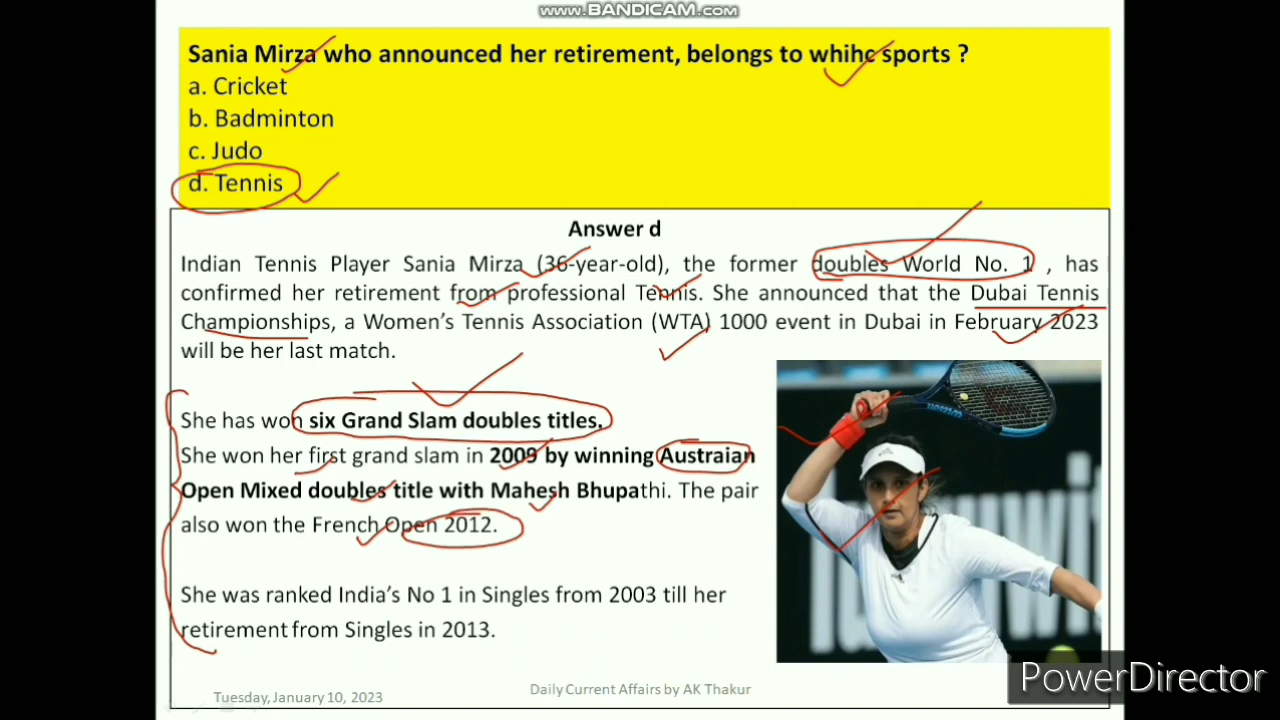 www.BANDICAM.com
Sania Mirza who announced her retirement, belongs to whihc sports ?
a. Cricket
b. Badminton
c. Judo
d. Tennis
Answer d
Indian Tennis Player Sania Mirza (36-year-old), the former doubles World No. 1 , has
confirmed her retirement from professional Tennis. She announced that the Dubai Tennis
Championships, a Women’s Tennis Association (WTA) 1000 event in Dubai in February 2023
will be her last match.
She has won six Grand Slam doubles titles.
She won her first grand slam in 2009 by winning Austraian
Open Mixed doubles title with Mahesh Bhupathi. The pair
also won the French Open 2012.
She was ranked India’s No 1 in Singles from 2003 till her
retirement from Singles in 2013.
Tuesday, January 10, 2023
Daily Current Affairs by AK Thakur
PowerDirector